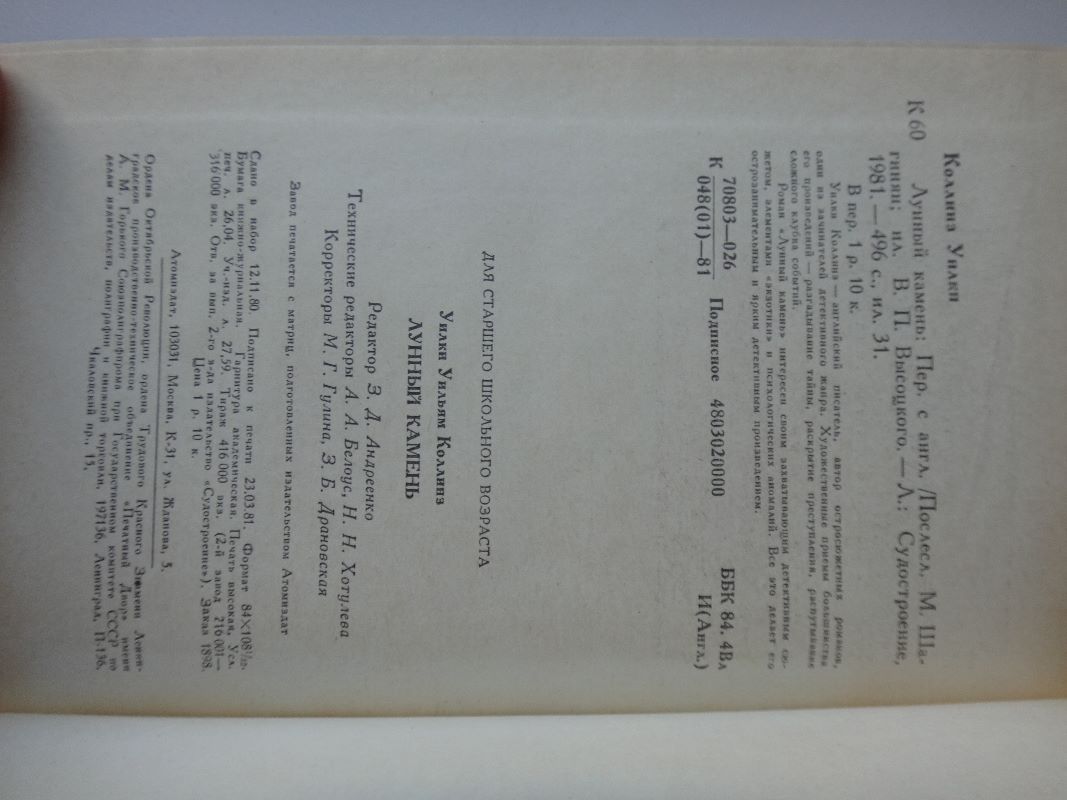 Коллинз Уилки
К 60 Лунный камень: Пер. с англ. /Послесл. М. Ша-
гинян; ил. В. П. Высоцкого. — Л.: Судостроение,
1981. — 496 с., ил. 31.
В пер. 1 р. 10 к.
Уилки Коллинз — английский писатель, автор остросюжетных романов,
один из зачинателей детективного жанра. Художественные приемы большинства
его произведений — разгадывание тайны, раскрытие преступления, распутывание
сложного клубка событий.
Роман «Лунный камень» интересен своим захватывающим детективным сю-
жетом, элементами «экзотики» и психологических аномалий. Все это делает его
остросюжетным и ярким детективным произведением.
К 70803—026
048(01)—81 Подписное 4803020000
ББК 84. 4Вл
И(Англ.)
ДЛЯ СТАРШЕГО ШКОЛЬНОГО ВОЗРАСТА
Уилки Уильям Коллинз
ЛУННЫЙ КАМЕНЬ
Редактор З. Д. Андреенко
Технические редакторы А. А. Белоус, Н. Н. Хотулева
Корректоры М. Г. Гулина, З. Б. Драновская
Завод печатается с матриц, подготовленных издательством Атомиздат
Сдано в набор 12.11.80. Подписано к печати 23.03.81. Формат 84×108¹/₃₂.
Бумага книжно-журнальная. Гарнитура академическая. Печать высокая. Усл.
печ. л. 26,04. Уч.-изд. л. 27,59. Тираж 416 000 экз. (2-й завод 216 001—
316 000 экз. Отв. за вып. 2-го з-да издательство «Судостроение»). Заказ 1898.
Цена 1 р. 10 к.
Атомиздат, 103031, Москва, К-31, ул. Жданова, 5.
Ордена Октябрьской Революции, ордена Трудового Красного Знамени Ленин-
градское производственно-техническое объединение «Печатный Двор» имени
А. М. Горького Союзполиграфпрома при Государственном комитете СССР по
делам издательств, полиграфии и книжной торговли, 197136, Ленинград, П-136,
Чкаловский пр., 15.